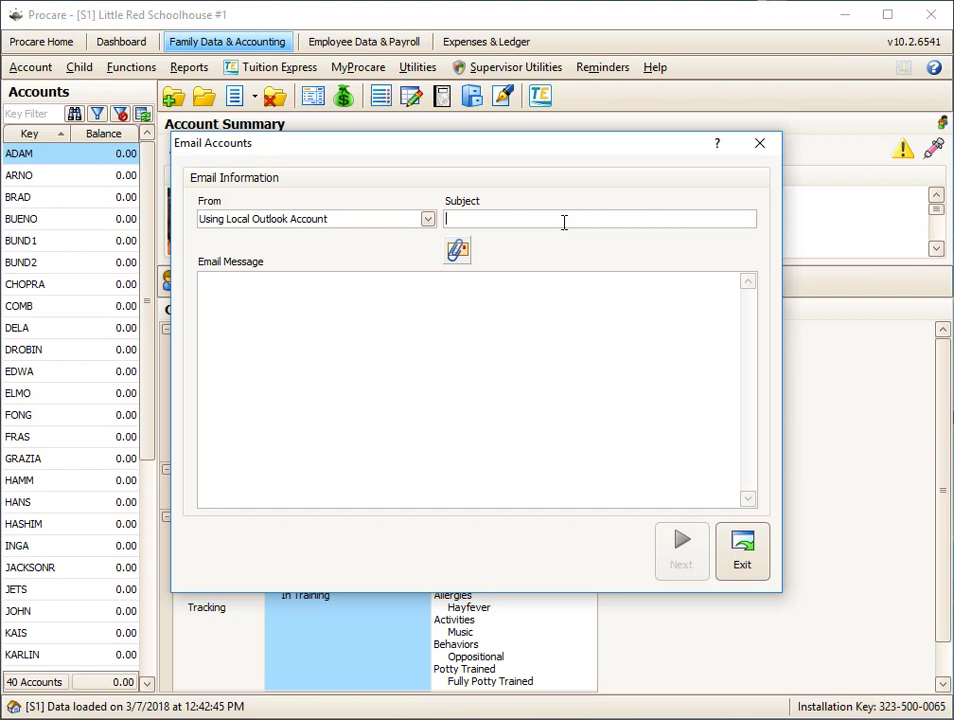 Procare - [S1] Little Red Schoolhouse #1
Procare Home Dashboard Family Data & Accounting Employee Data & Payroll Expenses & Ledger v10.2.6541
Account Child Functions Reports TE Tuition Express MyProcare Utilities Supervisor Utilities Reminders Help ?
Accounts
Key Filter
TE
Account Summary
Key Balance
ADAM 0.00
ARNO 0.00
BRAD 0.00
BUENO 0.00
BUND1 0.00
BUND2 0.00
CHOPRA 0.00
COMB 0.00
DELA 0.00
DROBIN 0.00
EDWA 0.00
ELMO 0.00
FONG 0.00
FRAS 0.00
GRAZIA 0.00
HAMM 0.00
HANS 0.00
HASHIM 0.00
INGA 0.00
JACKSONR 0.00
JETS 0.00
JOHN 0.00
KAIS 0.00
KARLIN 0.00
40 Accounts 0.00
Email Accounts ?
Email Information
From Subject
Using Local Outlook Account
Email Message
Next Exit
Tracking In Training Allergies
Hayfever
Activities
Music
Behaviors
Oppositional
Potty Trained
Fully Potty Trained
[S1] Data loaded on 3/7/2018 at 12:42:45 PM Installation Key: 323-500-0065